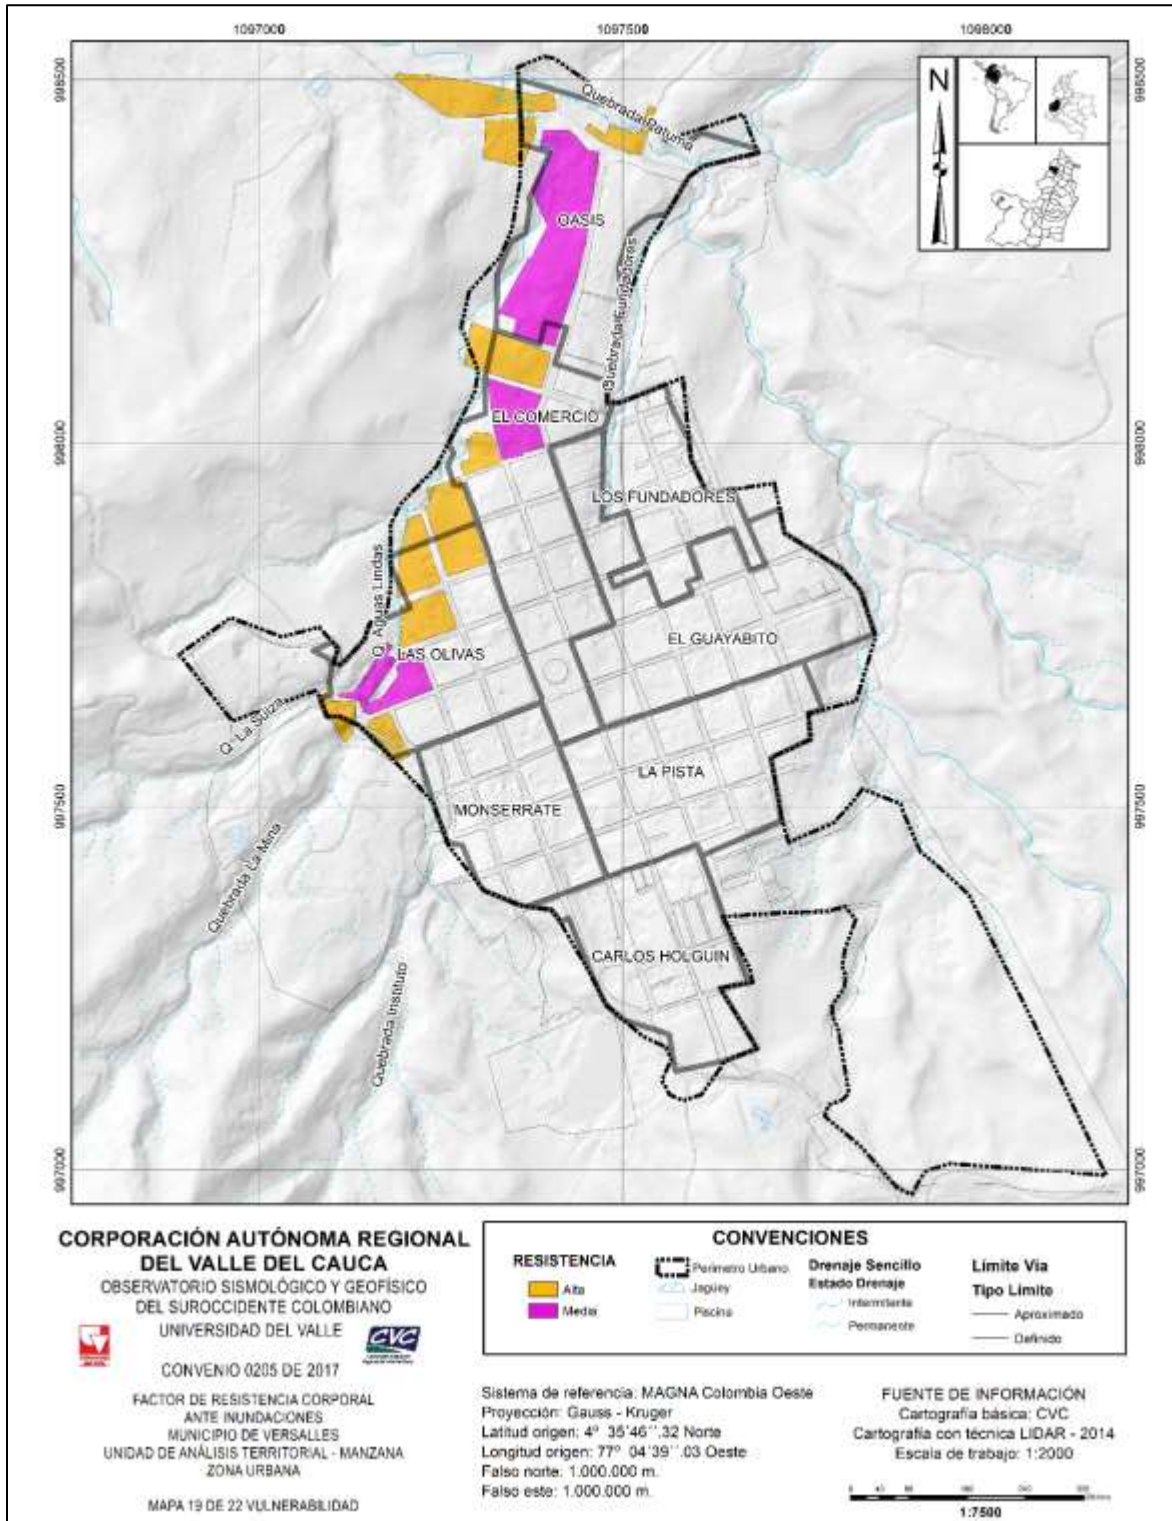 1097000
1097500
1098000
998500
998500
N
Quebrada Patuma
OASIS
Quebrada Fundadores
EL COMERCIO
998000
998000
LOS FUNDADORES
Q. Aguas Lindas
EL GUAYABITO
LAS OLIVAS
Q. La Suiza
LA PISTA
MONSERRATE
997500
997500
Quebrada La Mina
CARLOS HOLGUIN
Quebrada Instituto
997000
997000
CORPORACIÓN AUTÓNOMA REGIONAL
DEL VALLE DEL CAUCA
OBSERVATORIO SISMOLÓGICO Y GEOFÍSICO
DEL SUROCCIDENTE COLOMBIANO
UNIVERSIDAD DEL VALLE
CVC
CONVENIO 0205 DE 2017
FACTOR DE RESISTENCIA CORPORAL
ANTE INUNDACIONES
MUNICIPIO DE VERSALLES
UNIDAD DE ANÁLISIS TERRITORIAL - MANZANA
ZONA URBANA
MAPA 19 DE 22 VULNERABILIDAD
CONVENCIONES
RESISTENCIA
Alta
Media
Perímetro Urbano
Jagüey
Piscina
Drenaje Sencillo
Estado Drenaje
Intermitente
Permanente
Límite Via
Tipo Límite
Aproximado
Definido
Sistema de referencia: MAGNA Colombia Oeste
Proyección: Gauss - Kruger
Latitud origen: 4º 35'46´´.32 Norte
Longitud origen: 77º 04'39´´.03 Oeste
Falso norte: 1.000.000 m.
Falso este: 1.000.000 m.
FUENTE DE INFORMACIÓN
Cartografía básica: CVC
Cartografía con técnica LIDAR - 2014
Escala de trabajo: 1:2000
1:7500